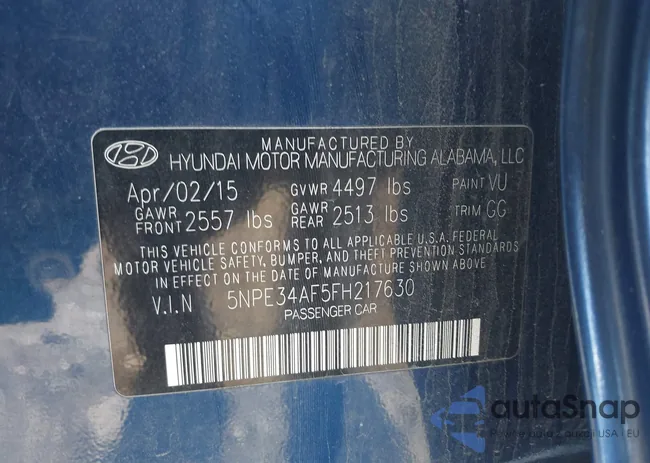 MANUFACTURED BY
HYUNDAI MOTOR MANUFACTURING ALABAMA, LLC
Apr/02/15 GVWR 4497 lbs PAINT VU
GAWR FRONT 2557 lbs GAWR REAR 2513 lbs TRIM GG
THIS VEHICLE CONFORMS TO ALL APPLICABLE U.S.A. FEDERAL
MOTOR VEHICLE SAFETY, BUMPER, AND THEFT PREVENTION STANDARDS
IN EFFECT ON THE DATE OF MANUFACTURE SHOWN ABOVE
V.I.N 5NPE34AF5FH217630
PASSENGER CAR
autoSnap
USA | EU